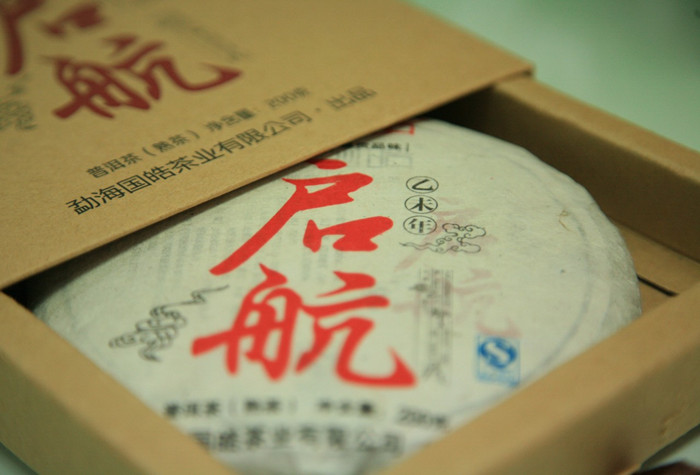 启航
普洱茶（熟茶）净含量：200克
勐海国皓茶业有限公司·出品
乙未年
启航
普洱茶（熟茶） 净含量：200克
国皓茶业有限公司